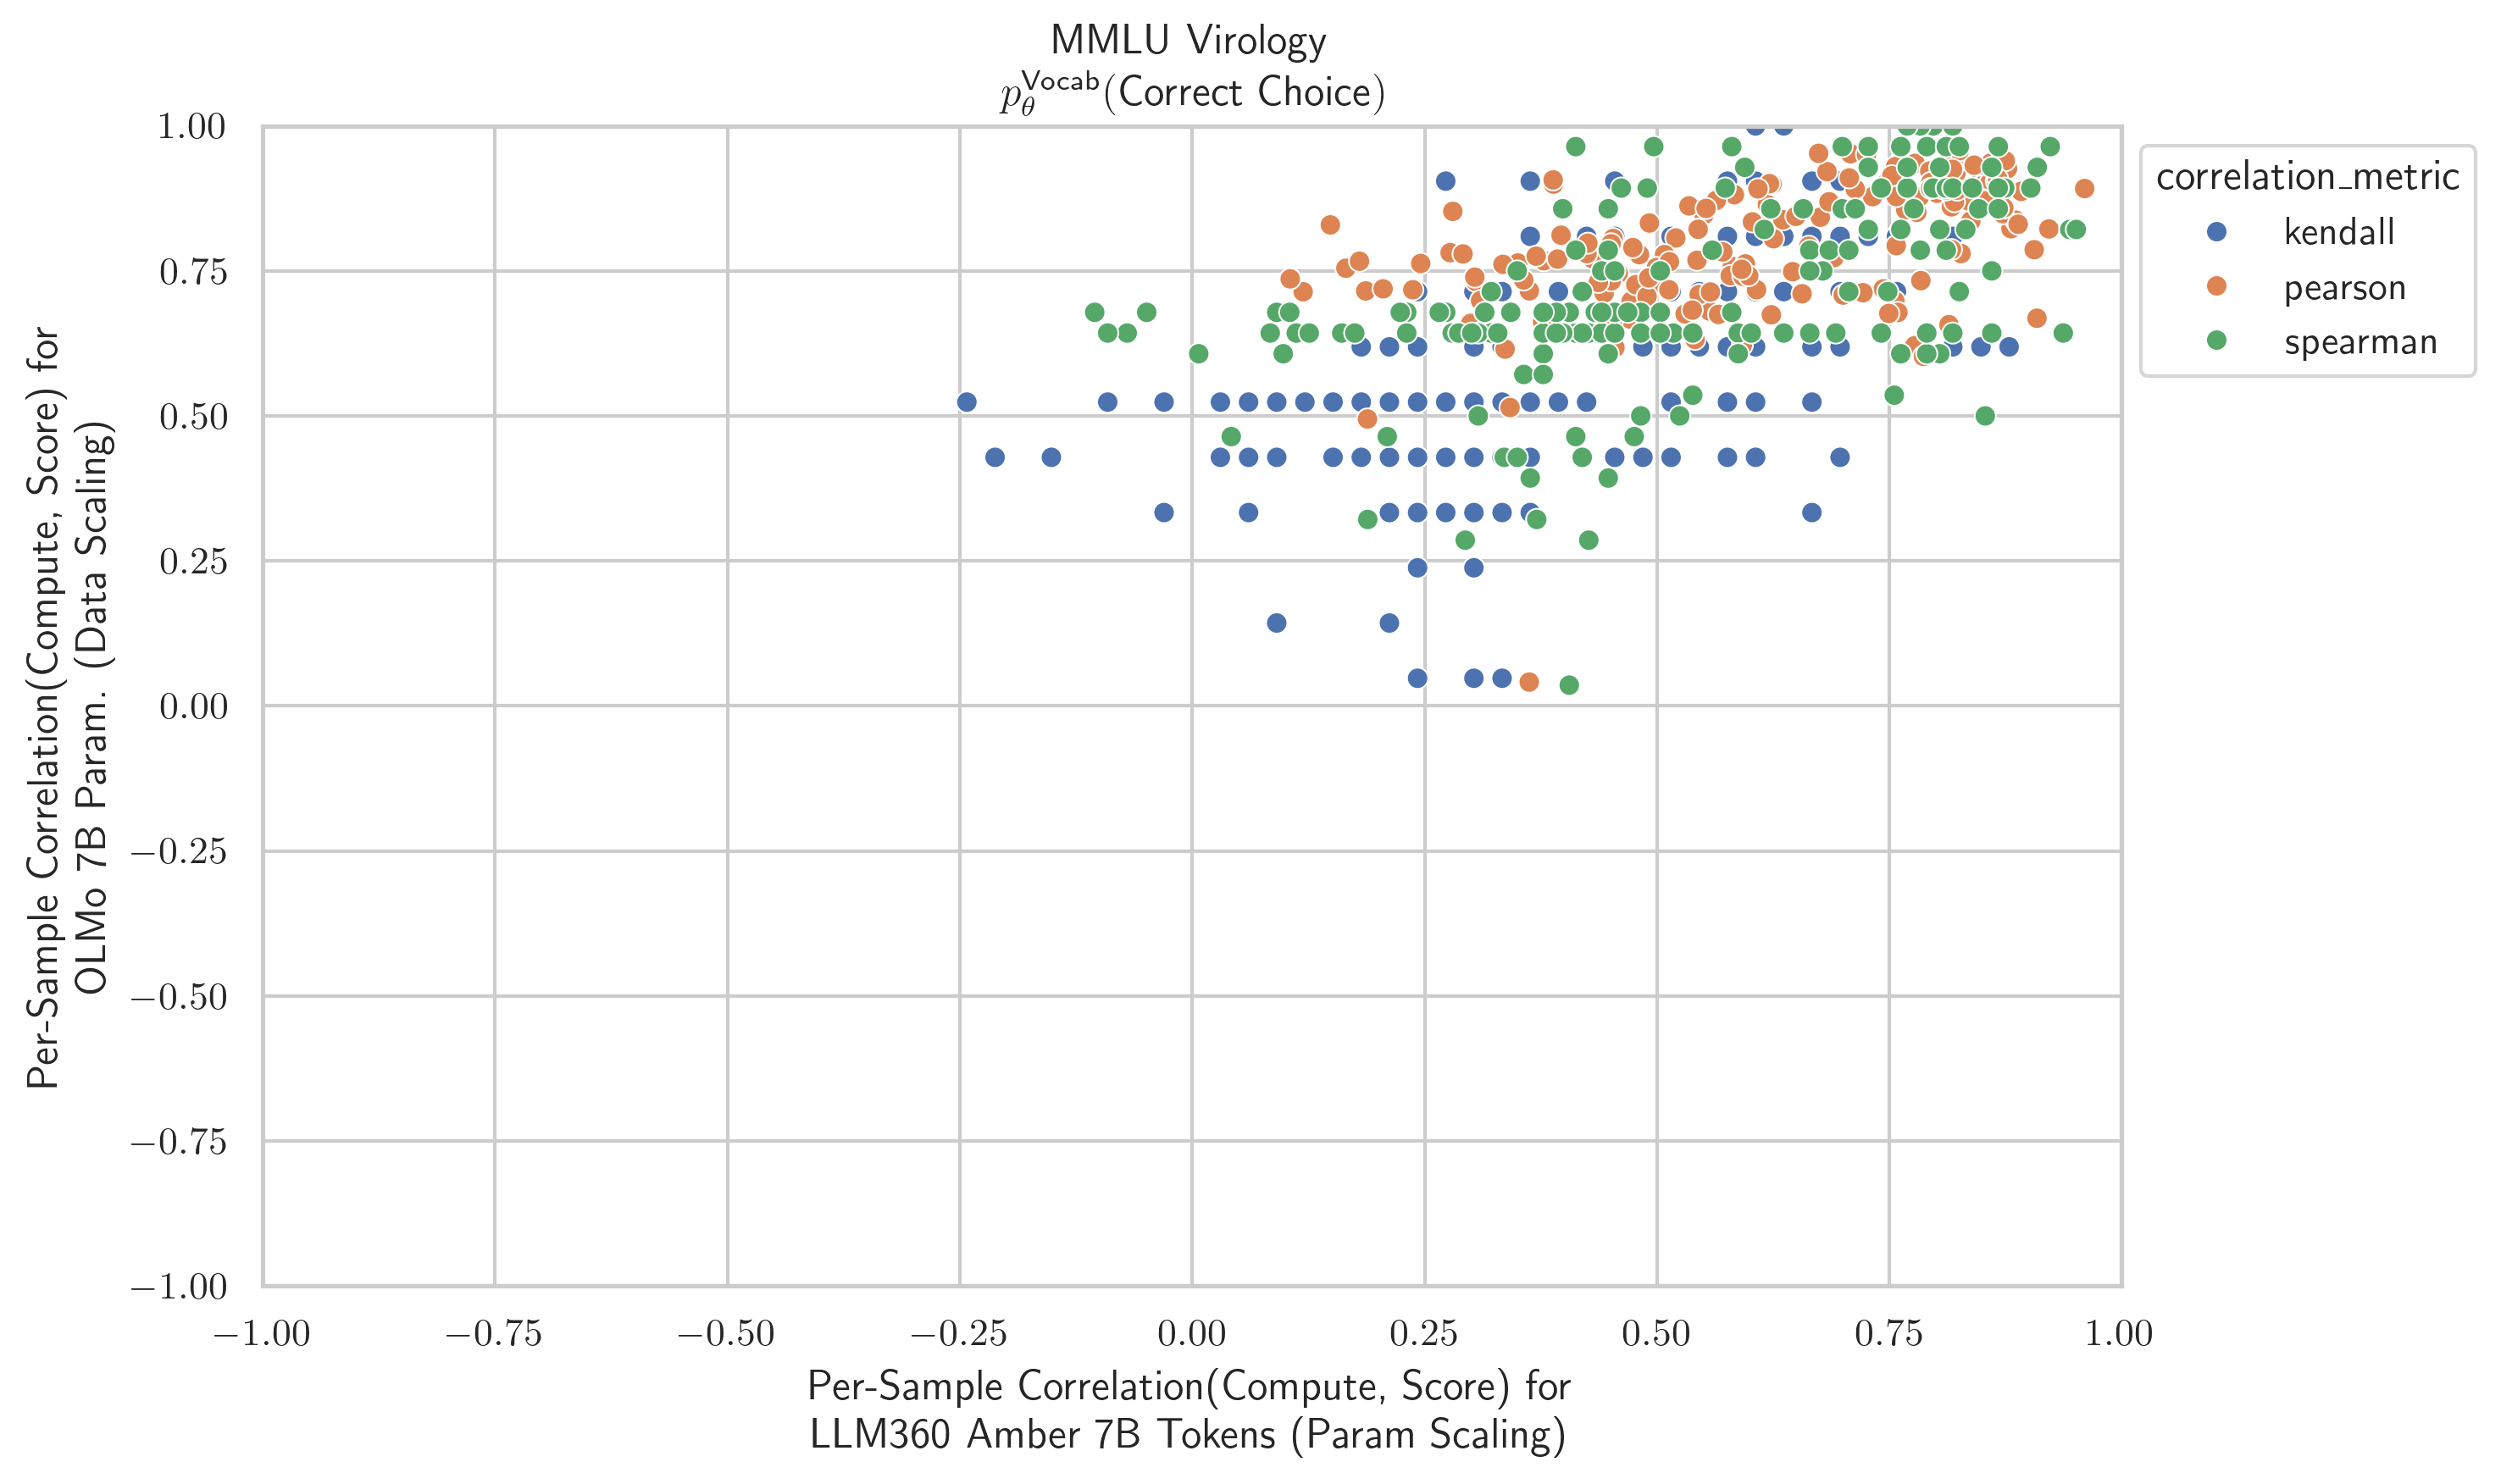 MMLU Virology
p_θ^Vocab(Correct Choice)
1.00
0.75
0.50
0.25
0.00
−0.25
−0.50
−0.75
−1.00
Per-Sample Correlation(Compute, Score) for
OLMo 7B Param. (Data Scaling)
−1.00
−0.75
−0.50
−0.25
0.00
0.25
0.50
0.75
1.00
Per-Sample Correlation(Compute, Score) for
LLM360 Amber 7B Tokens (Param Scaling)
correlation_metric
kendall
pearson
spearman